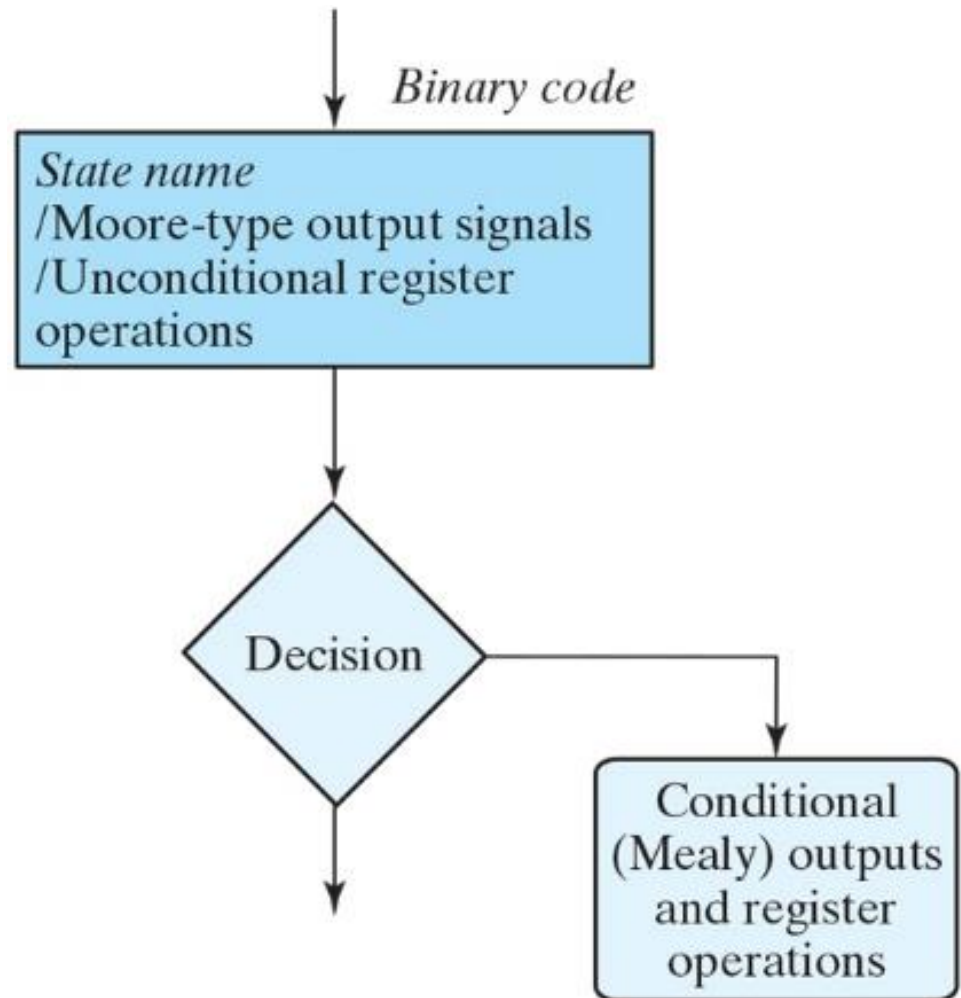 Binary code
State name
/Moore-type output signals
/Unconditional register
operations
Decision
Conditional
(Mealy) outputs
and register
operations